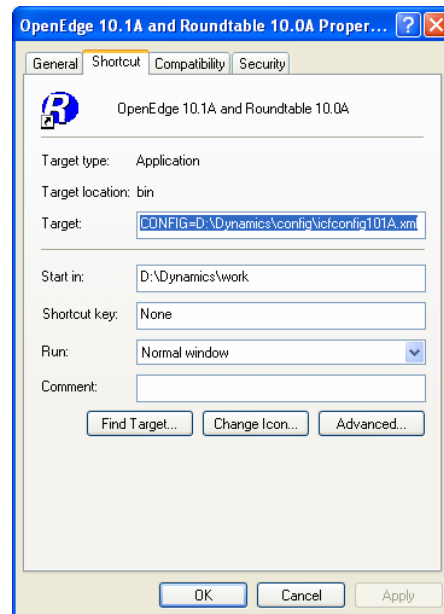 OpenEdge 10.1A and Roundtable 10.0A Proper...
General Shortcut Compatibility Security
OpenEdge 10.1A and Roundtable 10.0A
Target type: Application
Target location: bin
Target: CONFIG=D:\Dynamics\config\icfconfig101A.xml
Start in: D:\Dynamics\work
Shortcut key: None
Run: Normal window
Comment:
Find Target... Change Icon... Advanced...
OK Cancel Apply